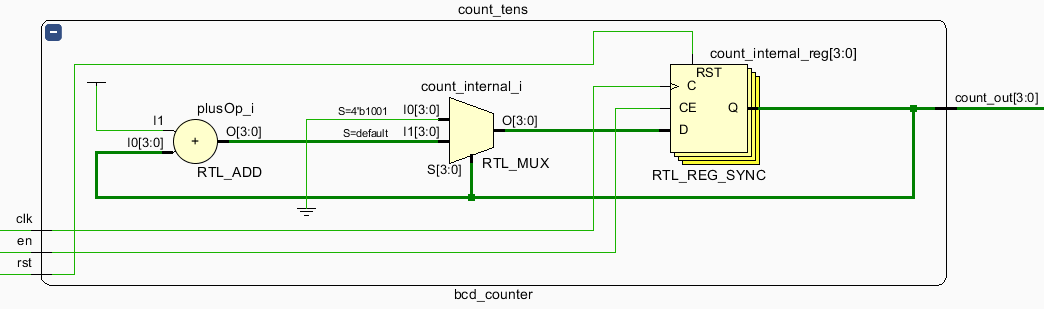 count_tens
count_internal_reg[3:0]
RST
C
CE
D
Q
count_out[3:0]
count_internal_i
S=4'b1001
I0[3:0]
S=default
I1[3:0]
O[3:0]
S[3:0]
RTL_MUX
plusOp_i
I1
I0[3:0]
+
O[3:0]
RTL_ADD
RTL_REG_SYNC
clk
en
rst
bcd_counter